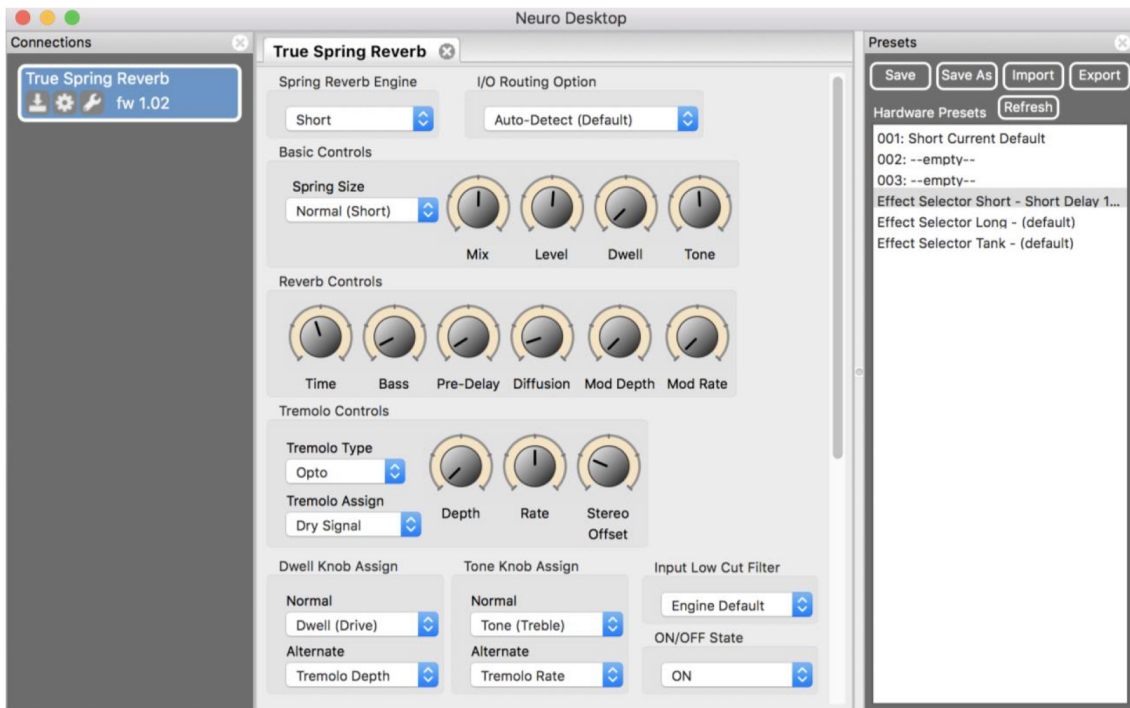 Neuro Desktop
Connections
True Spring Reverb
fw 1.02
True Spring Reverb
Spring Reverb Engine
Short
I/O Routing Option
Auto-Detect (Default)
Basic Controls
Spring Size
Normal (Short)
Mix
Level
Dwell
Tone
Reverb Controls
Time
Bass
Pre-Delay
Diffusion
Mod Depth
Mod Rate
Tremolo Controls
Tremolo Type
Opto
Tremolo Assign
Dry Signal
Depth
Rate
Stereo
Offset
Dwell Knob Assign
Normal
Dwell (Drive)
Alternate
Tremolo Depth
Tone Knob Assign
Normal
Tone (Treble)
Alternate
Tremolo Rate
Input Low Cut Filter
Engine Default
ON/OFF State
ON
Presets
Save
Save As
Import
Export
Hardware Presets
Refresh
001: Short Current Default
002: --empty--
003: --empty--
Effect Selector Short - Short Delay 1...
Effect Selector Long - (default)
Effect Selector Tank - (default)